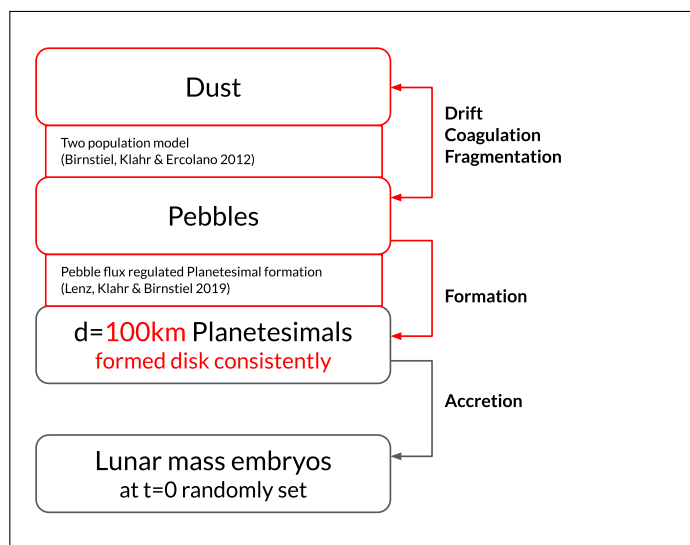 Dust
Drift
Coagulation
Fragmentation
Two population model
(Birnstiel, Klahr & Ercolano 2012)
Pebbles
Pebble flux regulated Planetesimal formation
(Lenz, Klahr & Birnstiel 2019)
Formation
d=100km Planetesimals
formed disk consistently
Accretion
Lunar mass embryos
at t=0 randomly set